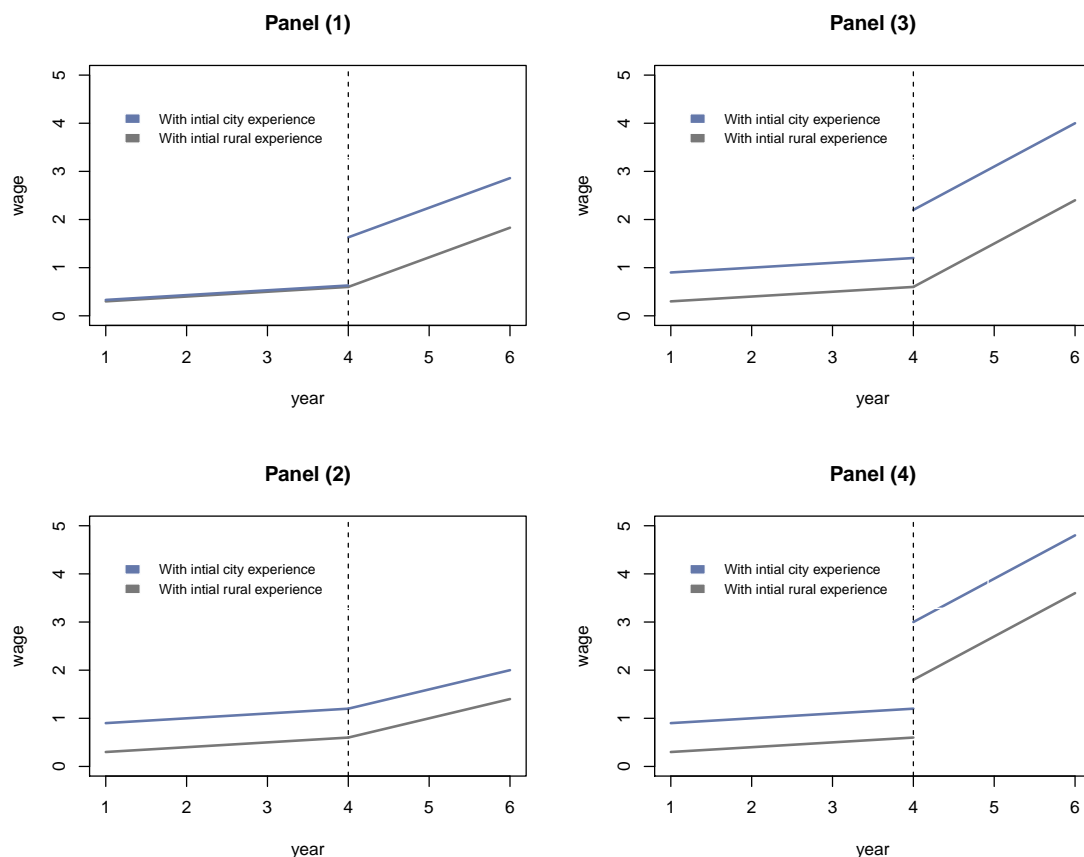 Panel (1)
5
4
3
2
1
0
wage
With intial city experience
With intial rural experience
1 2 3 4 5 6
year
Panel (3)
5
4
3
2
1
0
wage
With intial city experience
With intial rural experience
1 2 3 4 5 6
year
Panel (2)
5
4
3
2
1
0
wage
With intial city experience
With intial rural experience
1 2 3 4 5 6
year
Panel (4)
5
4
3
2
1
0
wage
With intial city experience
With intial rural experience
1 2 3 4 5 6
year